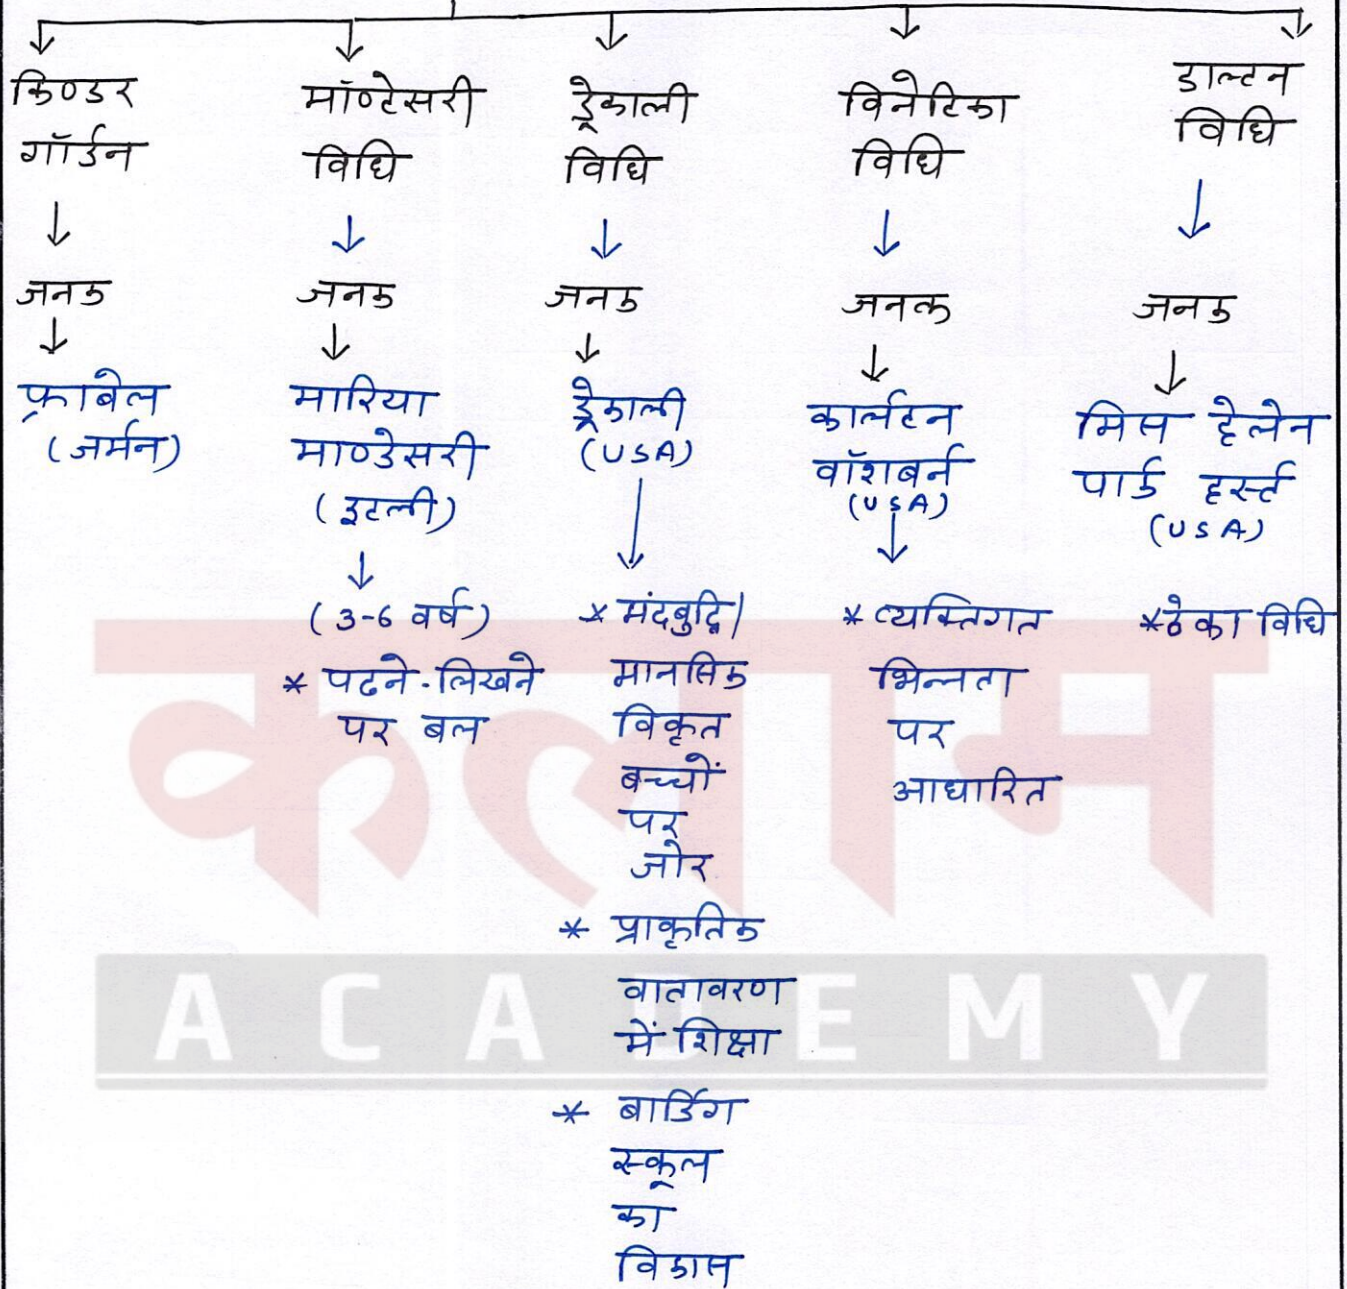 किण्डर
गॉर्डन
जनक
फ्राबेल
(जर्मन)
मॉण्टेसरी
विधि
जनक
मारिया
माण्डेसरी
(इटली)
(3-6 वर्ष)
* पढने-लिखने
पर बल
ड्रेकाली
विधि
जनक
ड्रेकाली
(USA)
* मंदबुद्धि/
मानसिक
विकृत
बच्चों
पर
जोर
* प्राकृतिक
वातावरण
में शिक्षा
* बार्डिग
स्कूल
का
विकास
विनेटिका
विधि
जनक
कार्लटन
वॉशबर्न
(USA)
* व्यक्तिगत
भिन्नता
पर
आधारित
डाल्टन
विधि
जनक
मिस हेलेन
पार्क हर्स्ट
(USA)
* ठेका विधि
कलाम
ACADEMY